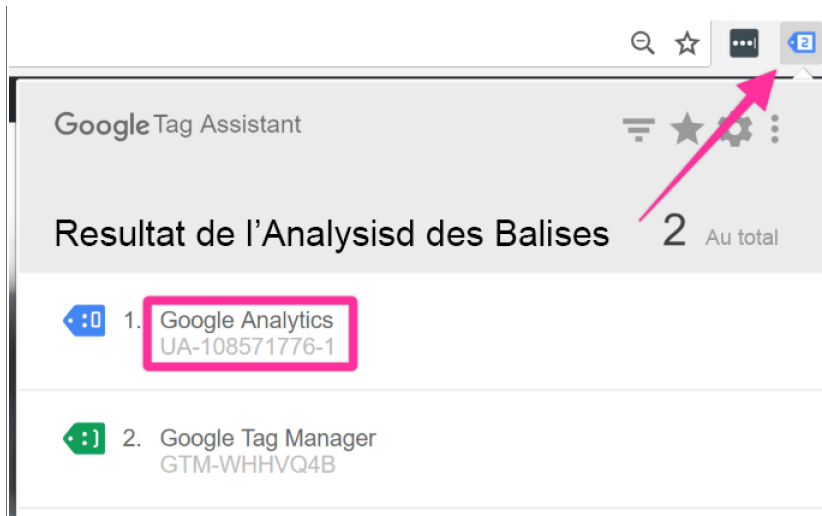 2
Google Tag Assistant
Resultat de l’Analysisd des Balises 2 Au total
1. Google Analytics
UA-108571776-1
2. Google Tag Manager
GTM-WHHVQ4B